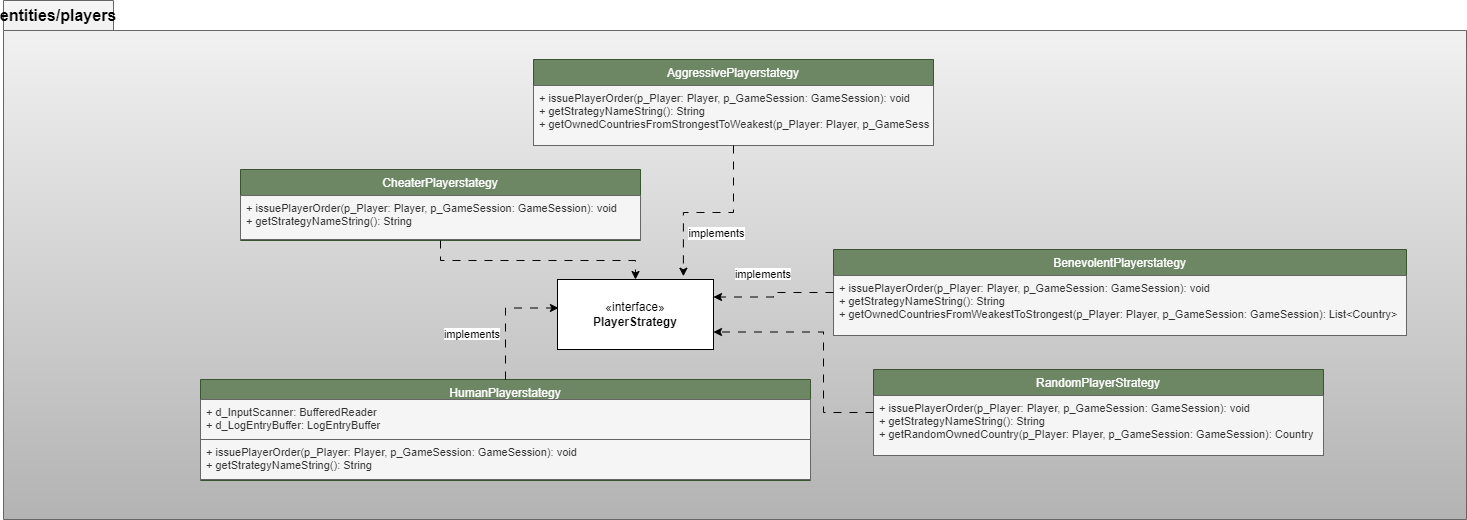 entities/players
AggressivePlayerstategy
+ issuePlayerOrder(p_Player: Player, p_GameSession: GameSession): void
+ getStrategyNameString(): String
+ getOwnedCountriesFromStrongestToWeakest(p_Player: Player, p_GameSess
CheaterPlayerstategy
+ issuePlayerOrder(p_Player: Player, p_GameSession: GameSession): void
+ getStrategyNameString(): String
implements
BenevolentPlayerstategy
+ issuePlayerOrder(p_Player: Player, p_GameSession: GameSession): void
+ getStrategyNameString(): String
+ getOwnedCountriesFromWeakestToStrongest(p_Player: Player, p_GameSession: GameSession): List<Country>
implements
«interface»
PlayerStrategy
implements
HumanPlayerstategy
+ d_InputScanner: BufferedReader
+ d_LogEntryBuffer: LogEntryBuffer
+ issuePlayerOrder(p_Player: Player, p_GameSession: GameSession): void
+ getStrategyNameString(): String
RandomPlayerStrategy
+ issuePlayerOrder(p_Player: Player, p_GameSession: GameSession): void
+ getStrategyNameString(): String
+ getRandomOwnedCountry(p_Player: Player, p_GameSession: GameSession): Country